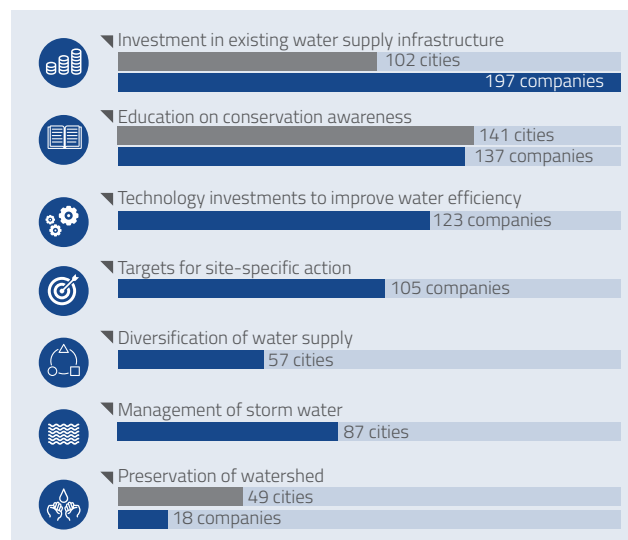 Investment in existing water supply infrastructure
102 cities
197 companies
Education on conservation awareness
141 cities
137 companies
Technology investments to improve water efficiency
123 companies
Targets for site-specific action
105 companies
Diversification of water supply
57 cities
Management of storm water
87 cities
Preservation of watershed
49 cities
18 companies